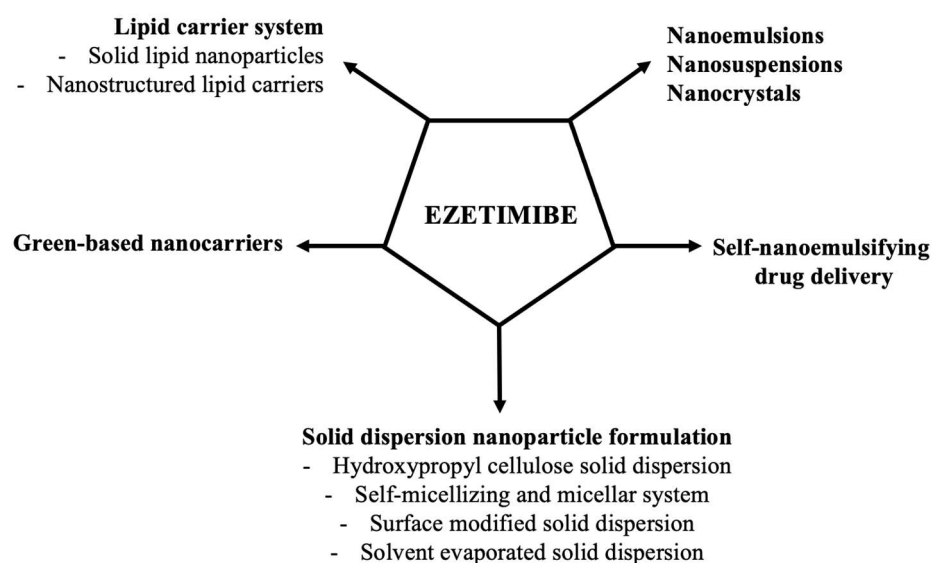 Lipid carrier system
- Solid lipid nanoparticles
- Nanostructured lipid carriers
Nanoemulsions
Nanosuspensions
Nanocrystals
EZETIMIBE
Green-based nanocarriers
Self-nanoemulsifying
drug delivery
Solid dispersion nanoparticle formulation
- Hydroxypropyl cellulose solid dispersion
- Self-micellizing and micellar system
- Surface modified solid dispersion
- Solvent evaporated solid dispersion